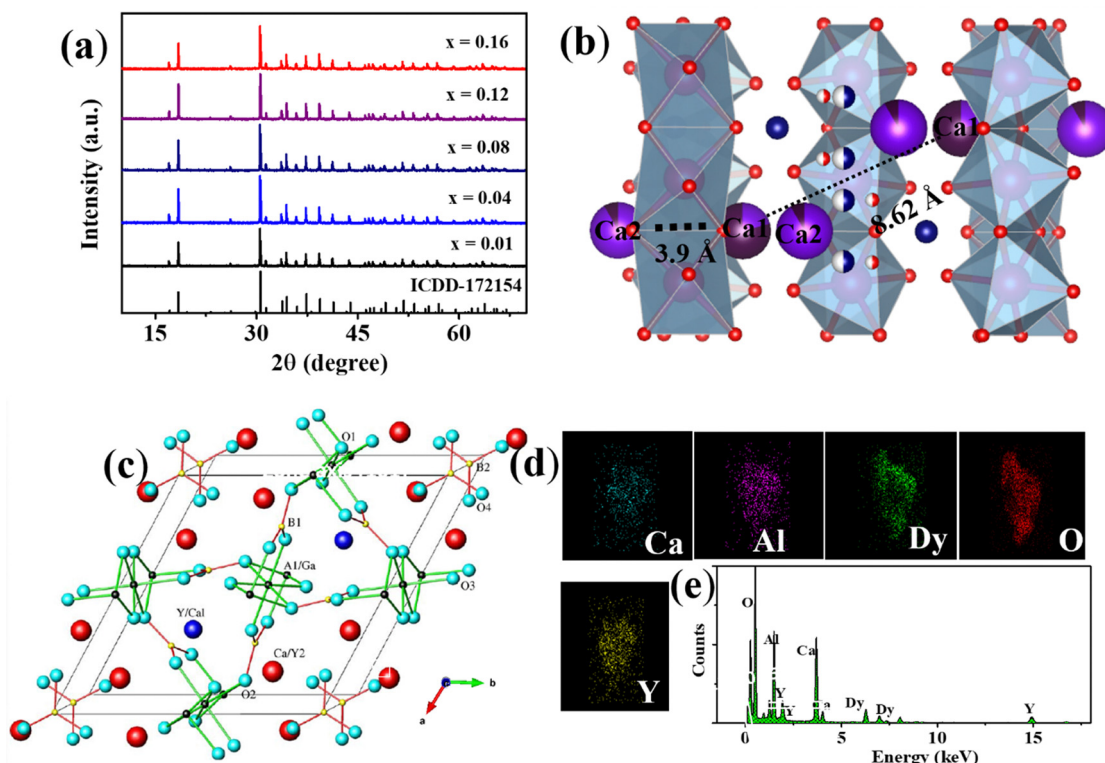 (a)
Intensity (a.u.)
x = 0.16
x = 0.12
x = 0.08
x = 0.04
x = 0.01
ICDD-172154
15 30 45 60
2θ (degree)
(b)
Ca1
Ca2 Ca1 Ca2
3.9 Å
8.62 Å
(c)
O1
B2
O4
B1
A1/Ga
O3
Y/Ca1
Ca/Y2
O2
b
a
(d)
Ca Al Dy O
Y
(e)
Counts
O
Al
Ca
Y
Y
Dy
Dy
Y
0 5 10 15
Energy (keV)